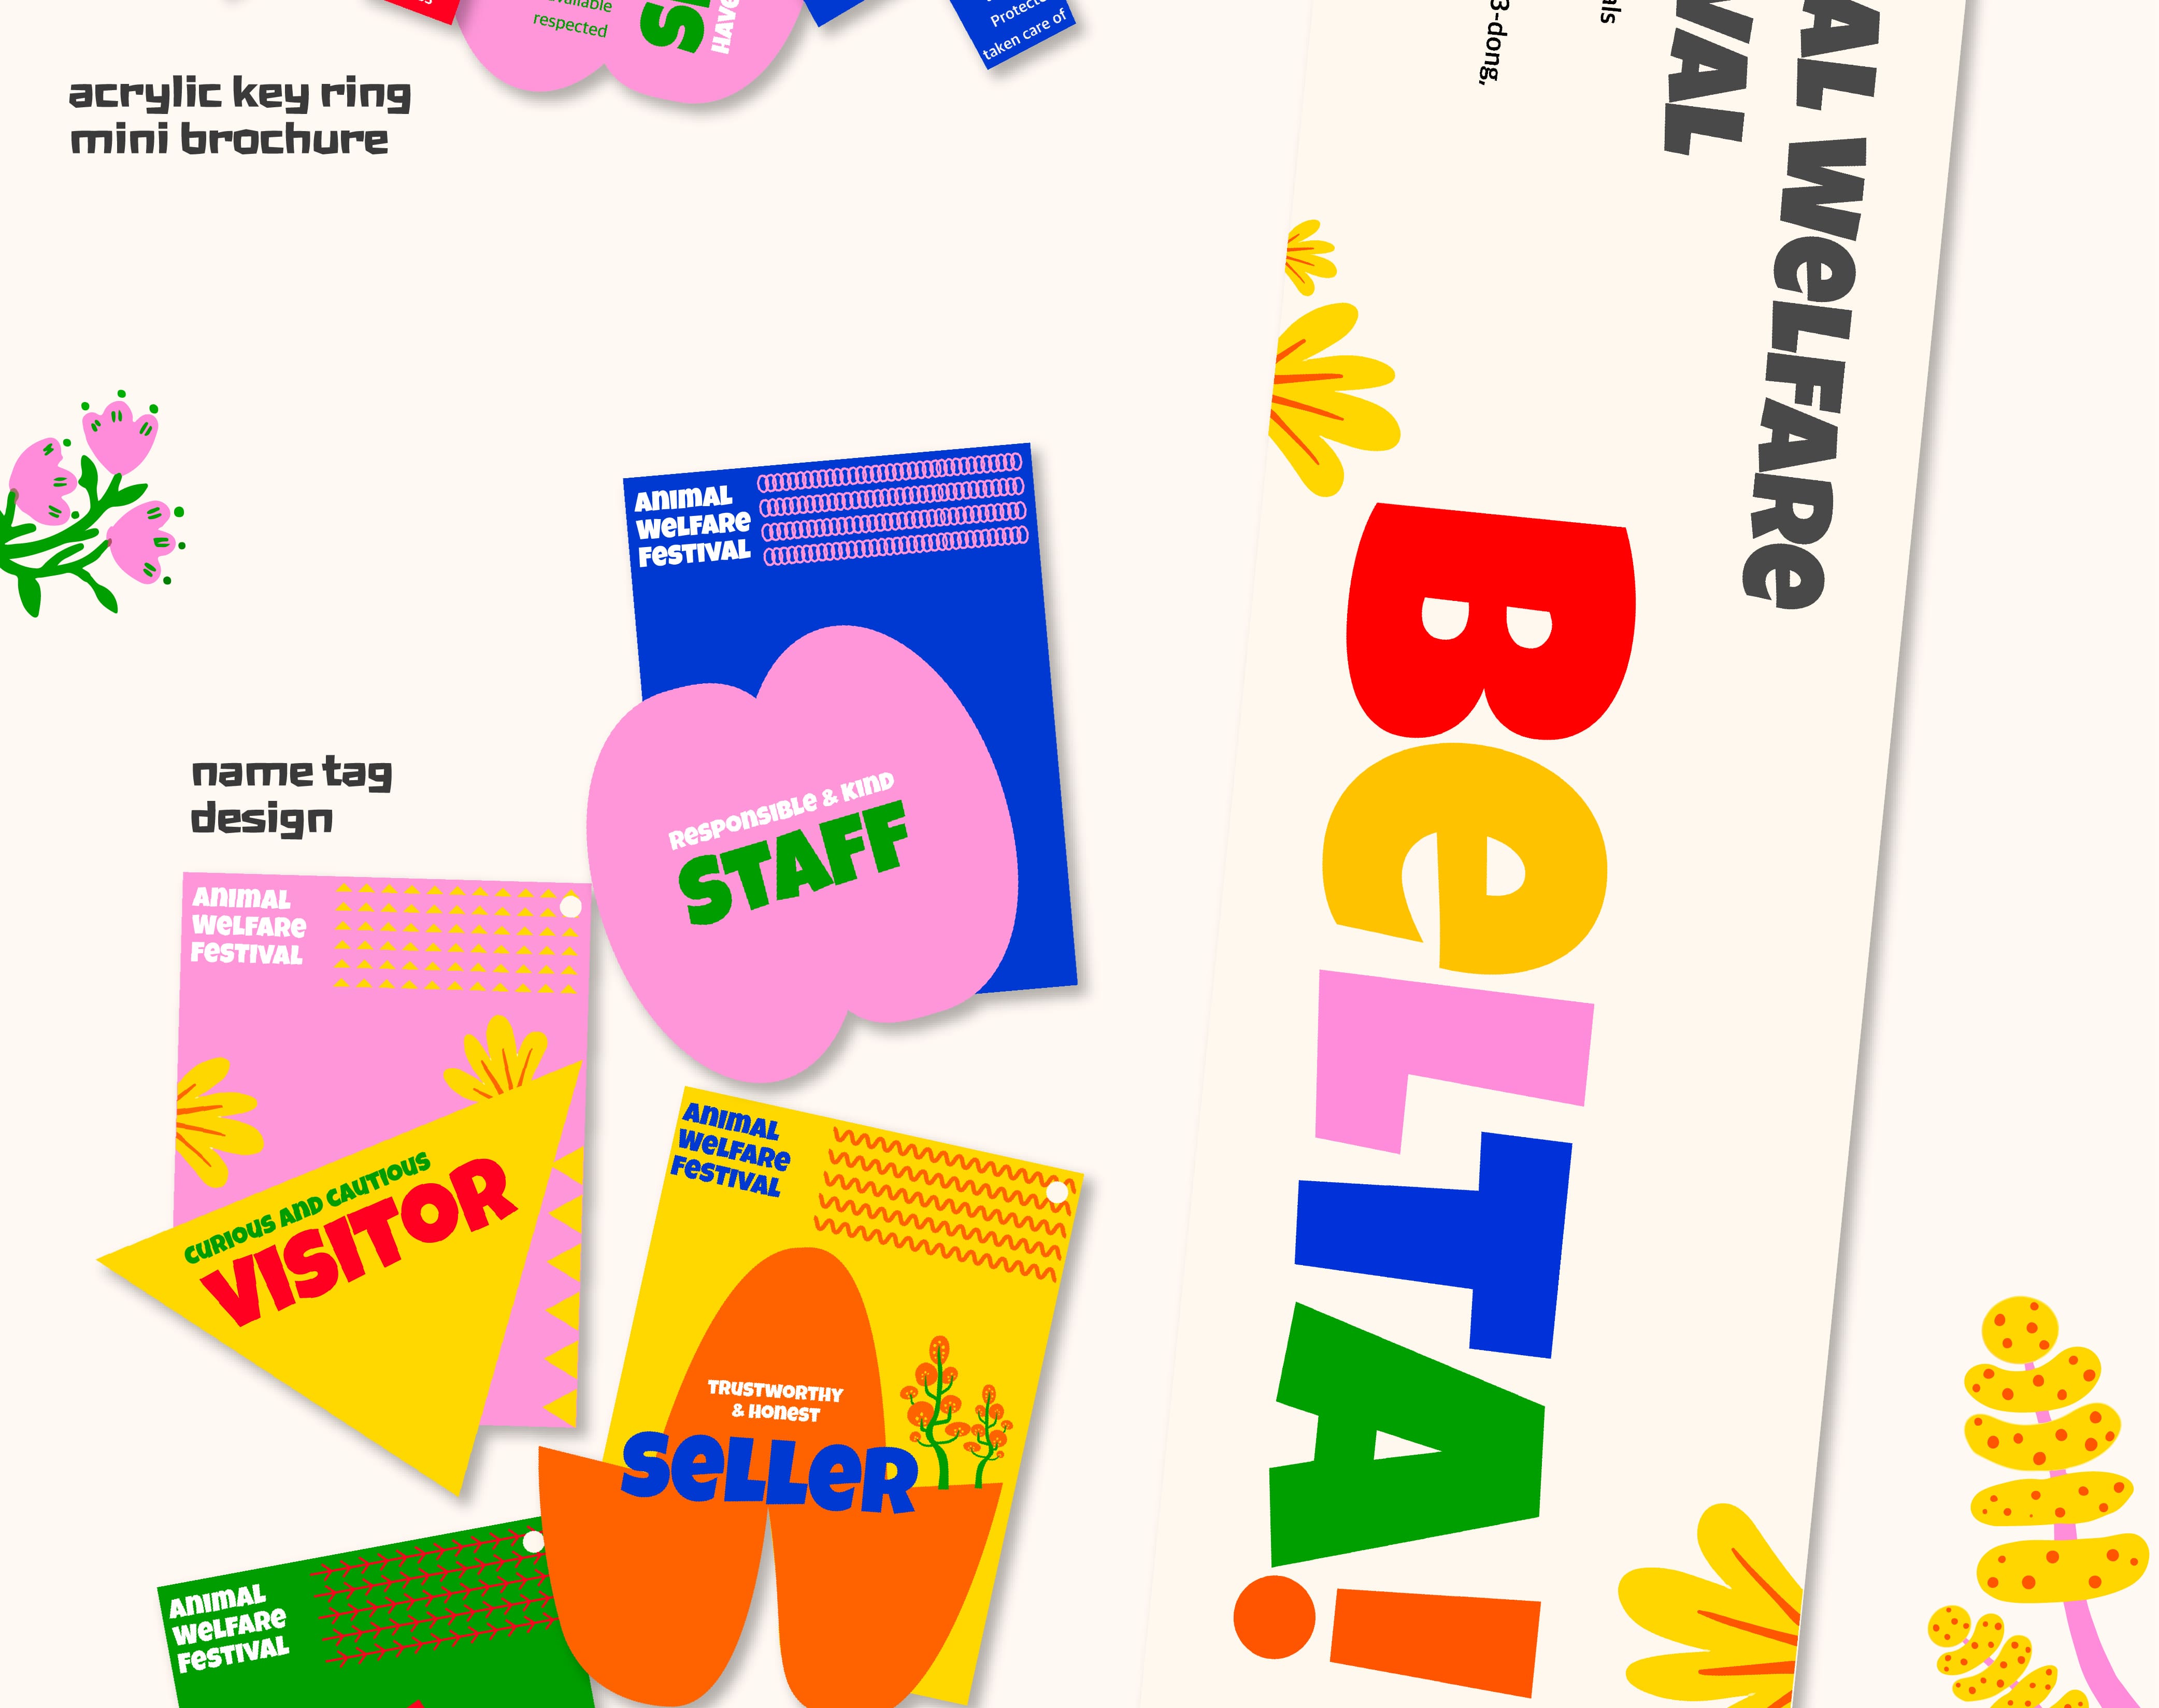 available
respected
HAVE
Protected
taken care of
acrylic key ring
mini brochure
name tag
design
ANIMAL
WELFARE
FESTIVAL
RESPONSIBLE & KIND
STAFF
ANIMAL
WELFARE
FESTIVAL
CURIOUS AND CAUTIOUS
VISITOR
ANIMAL
WELFARE
FESTIVAL
TRUSTWORTHY
& HONEST
SELLER
ANIMAL
WELFARE
FESTIVAL
AL WELFARE
VAL
3-dong,
BELTA!